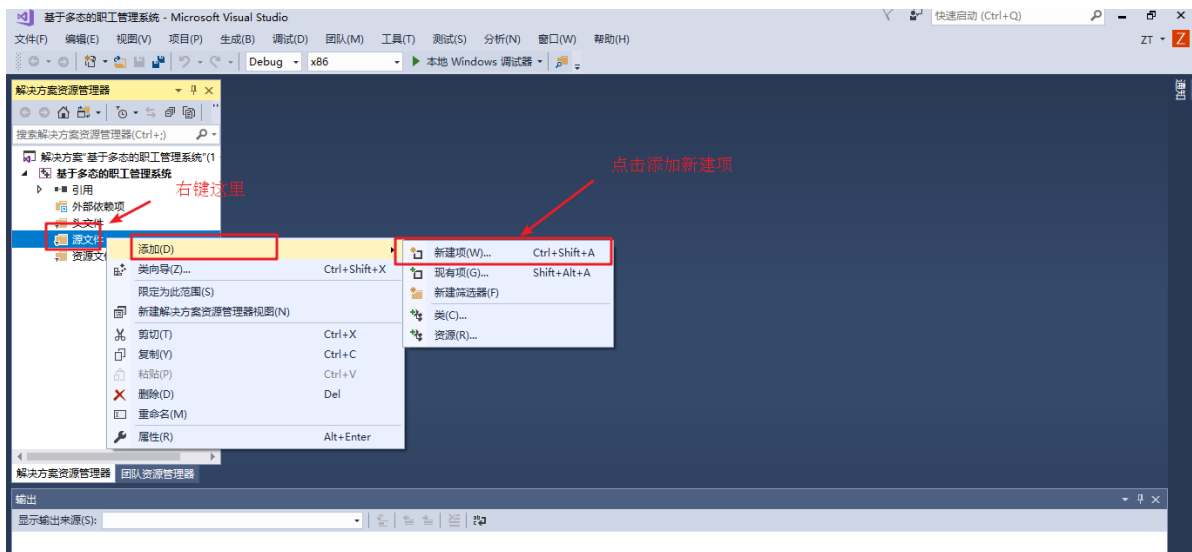 基于多态的职工管理系统 - Microsoft Visual Studio
快速启动 (Ctrl+Q)
文件(F) 编辑(E) 视图(V) 项目(P) 生成(B) 调试(D) 团队(M) 工具(T) 测试(S) 分析(N) 窗口(W) 帮助(H)
ZT
Z
Debug x86 本地 Windows 调试器
解决方案资源管理器
通知
搜索解决方案资源管理器(Ctrl+;)
解决方案"基于多态的职工管理系统"(1
点击添加新建项
基于多态的职工管理系统
引用
右键这里
外部依赖项
头文件
源文件
资源文
添加(D)
新建项(W)... Ctrl+Shift+A
类向导(Z)... Ctrl+Shift+X
现有项(G)... Shift+Alt+A
限定为此范围(S)
新建筛选器(F)
新建解决方案资源管理器视图(N)
类(C)...
剪切(T) Ctrl+X
资源(R)...
复制(Y) Ctrl+C
粘贴(P) Ctrl+V
删除(D) Del
重命名(M)
属性(R) Alt+Enter
解决方案资源管理器 团队资源管理器
输出
显示输出来源(S):